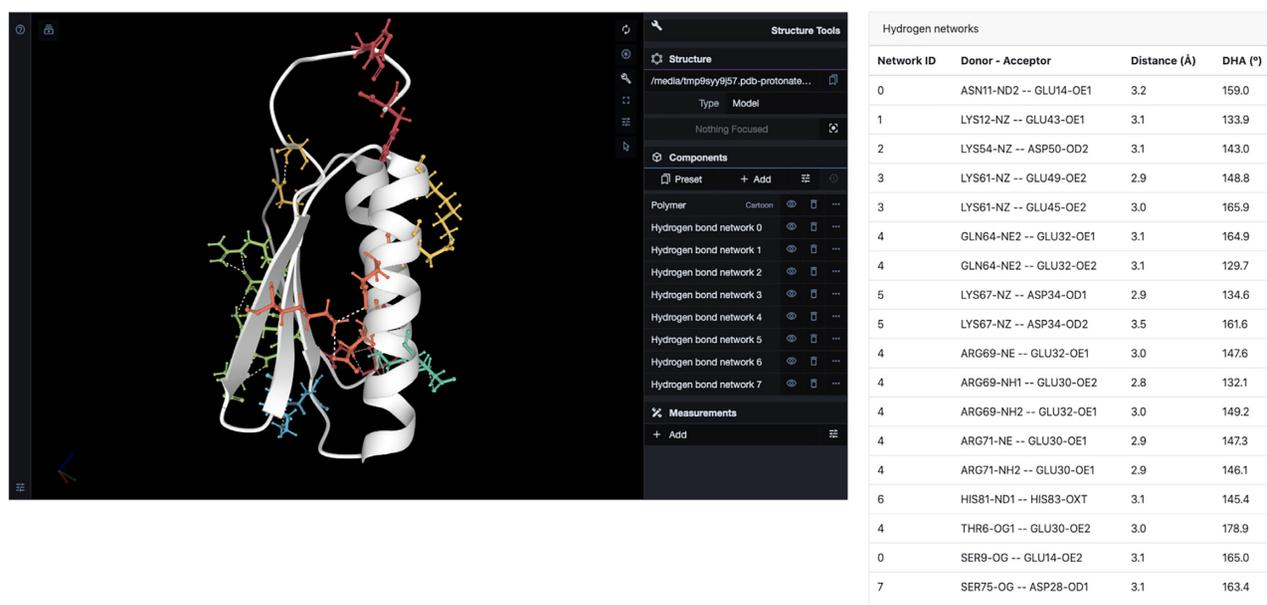 Structure Tools
Structure
/media/tmp9syy9j57.pdb-protonate...
Type Model
Nothing Focused
Components
Preset + Add
Polymer Cartoon
Hydrogen bond network 0
Hydrogen bond network 1
Hydrogen bond network 2
Hydrogen bond network 3
Hydrogen bond network 4
Hydrogen bond network 5
Hydrogen bond network 6
Hydrogen bond network 7
Measurements
+ Add
Hydrogen networks
Network ID Donor - Acceptor Distance (Å) DHA (º)
0 ASN11-ND2 -- GLU14-OE1 3.2 159.0
1 LYS12-NZ -- GLU43-OE1 3.1 133.9
2 LYS54-NZ -- ASP50-OD2 3.1 143.0
3 LYS61-NZ -- GLU49-OE2 2.9 148.8
3 LYS61-NZ -- GLU45-OE2 3.0 165.9
4 GLN64-NE2 -- GLU32-OE1 3.1 164.9
4 GLN64-NE2 -- GLU32-OE2 3.1 129.7
5 LYS67-NZ -- ASP34-OD1 2.9 134.6
5 LYS67-NZ -- ASP34-OD2 3.5 161.6
4 ARG69-NE -- GLU32-OE1 3.0 147.6
4 ARG69-NH1 -- GLU30-OE2 2.8 132.1
4 ARG69-NH2 -- GLU32-OE1 3.0 149.2
4 ARG71-NE -- GLU30-OE1 2.9 147.3
4 ARG71-NH2 -- GLU30-OE1 2.9 146.1
6 HIS81-ND1 -- HIS83-OXT 3.1 145.4
4 THR6-OG1 -- GLU30-OE2 3.0 178.9
0 SER9-OG -- GLU14-OE2 3.1 165.0
7 SER75-OG -- ASP28-OD1 3.1 163.4